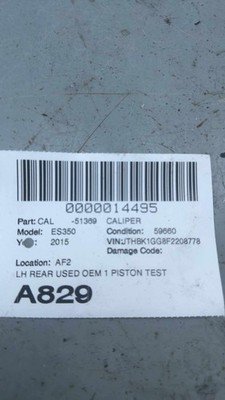 0000014495
Part: CAL -51369 CALIPER
Model: ES350 Condition: 59660
2015 VIN:JTHBK1GG8F2208778
Damage Code:
Location: AF2
LH REAR USED OEM 1 PISTON TEST
A829